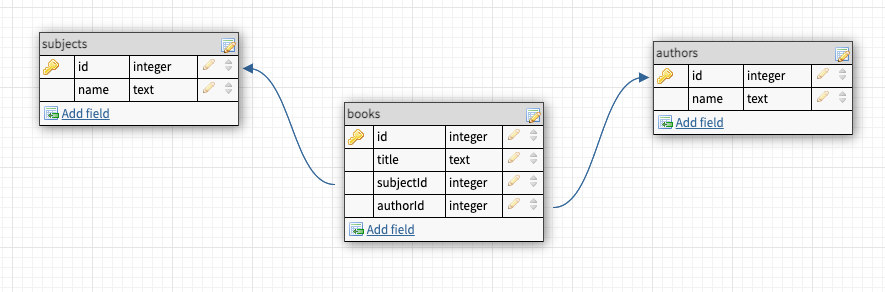 subjects
id integer
name text
Add field
books
id integer
title text
subjectId integer
authorId integer
Add field
authors
id integer
name text
Add field